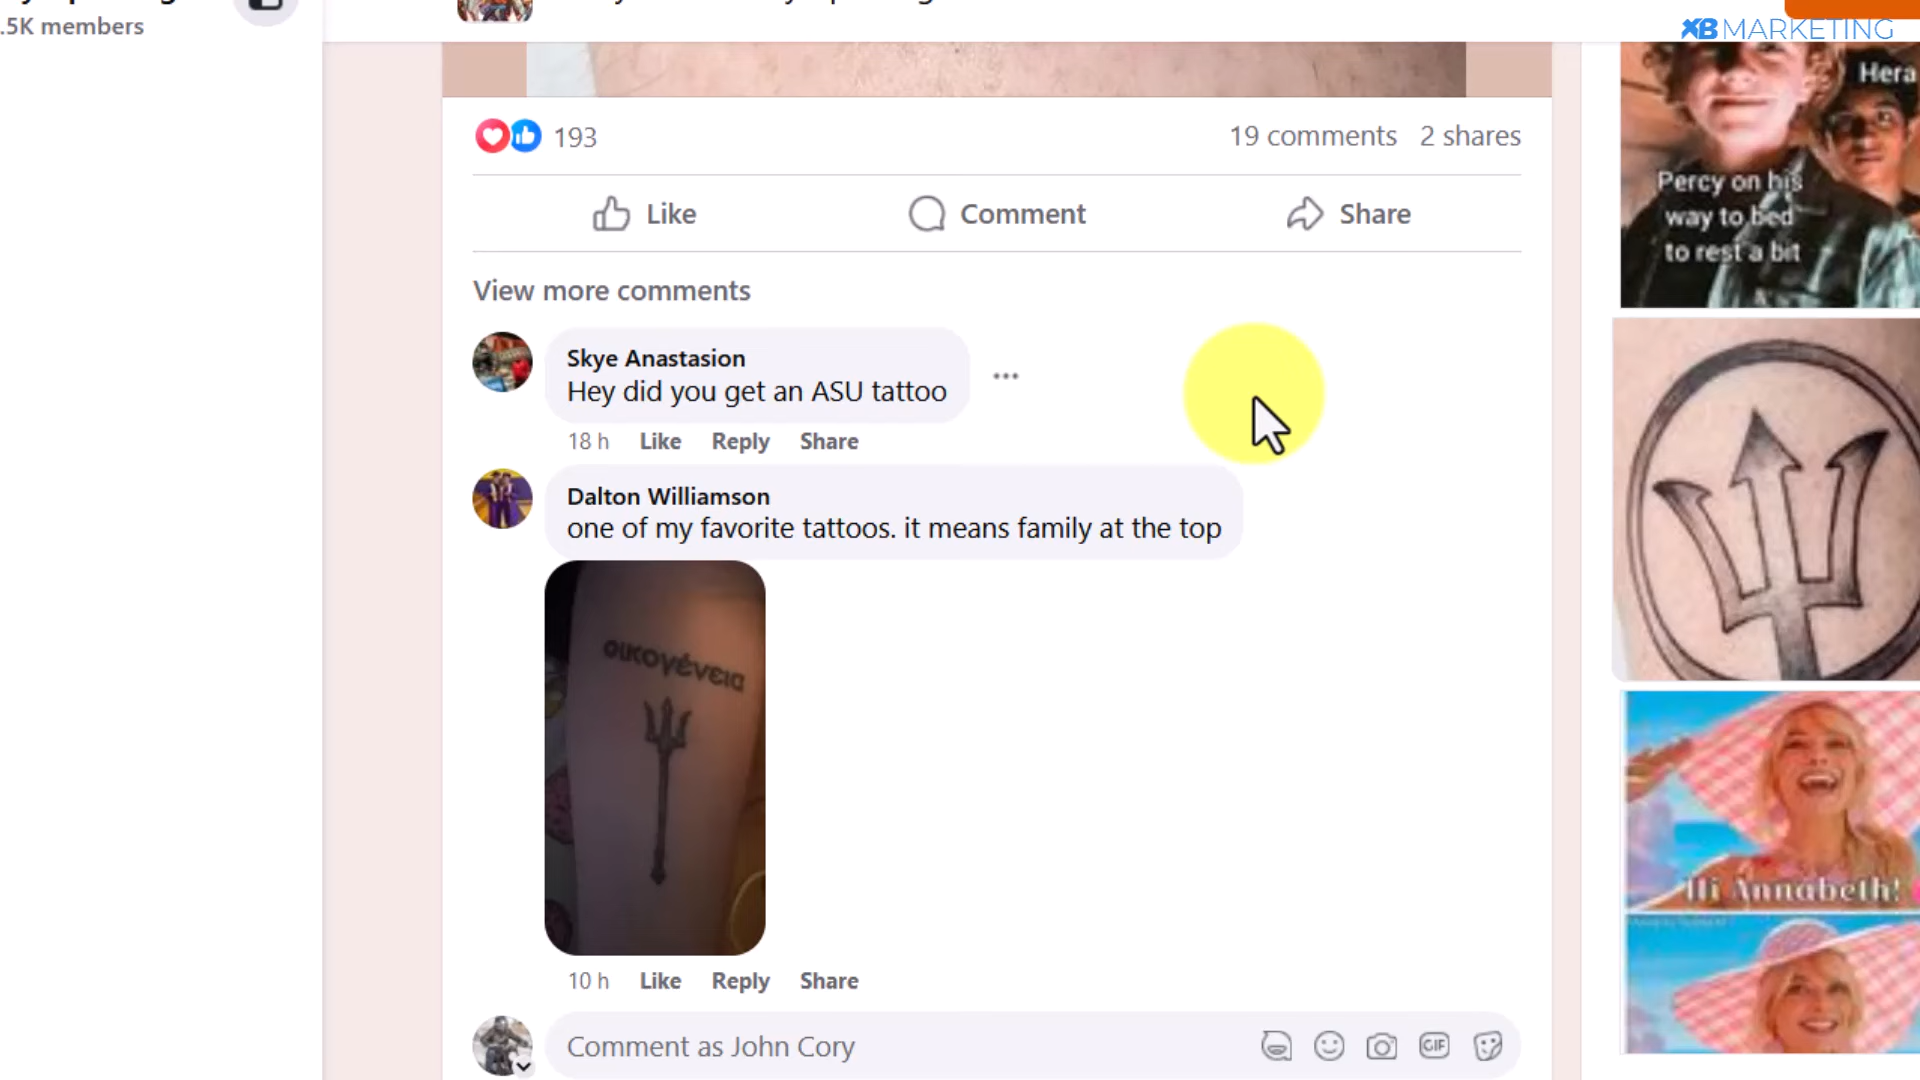 .5K members
XB MARKETING
Hera
Percy on his
way to bed
to rest a bit
193
19 comments 2 shares
Like Comment Share
View more comments
Skye Anastasion
Hey did you get an ASU tattoo
18 h Like Reply Share
Dalton Williamson
one of my favorite tattoos. it means family at the top
οικογένεια
10 h Like Reply Share
Hi Annabeth!
Comment as John Cory
GIF